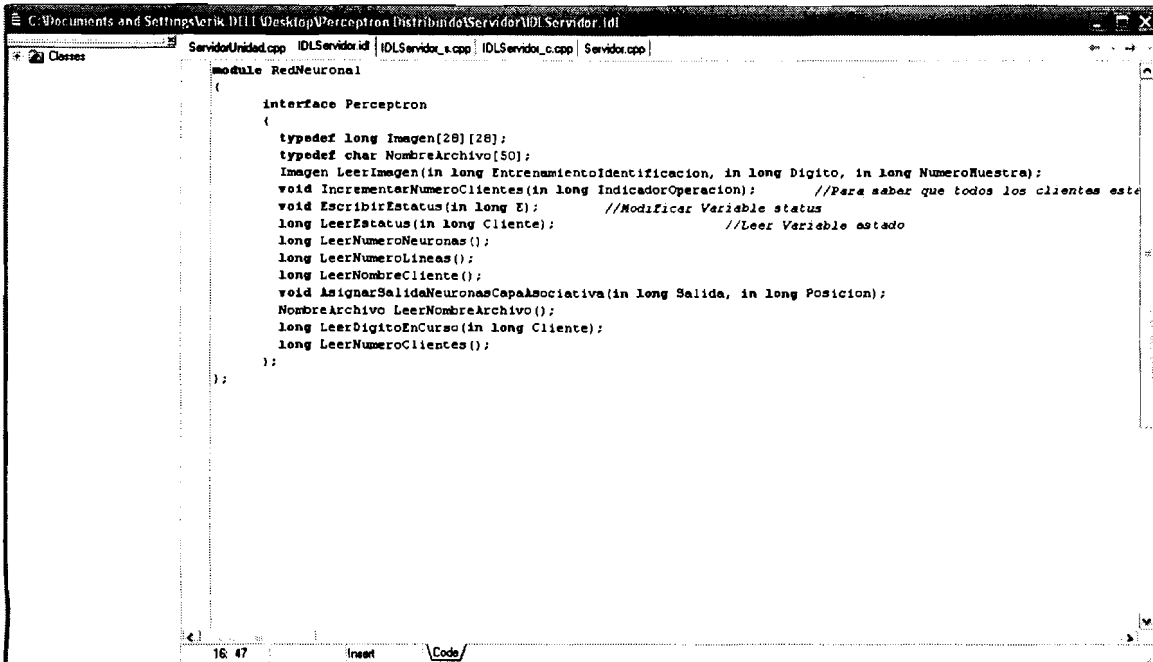 C:\Documents and Settings\erik.DELL\Desktop\Perceptron Distribuido\Servidor\IDLServidor.idl
Classes
ServidorUnidad.cpp IDLServidor.idl IDLServidor_s.cpp IDLServidor_c.cpp Servidor.cpp
module RedNeuronal
{
interface Perceptron
{
typedef long Imagen[28][28];
typedef char NombreArchivo[50];
Imagen LeerImagen(in long EntrenamientoIdentificacion, in long Digito, in long NumeroMuestra);
void IncrementarNumeroClientes(in long IndicadorOperacion); //Para saber que todos los clientes este
void EscribirEstatus(in long E); //Modificar Variable status
long LeerEstatus(in long Cliente); //Leer Variable estado
long LeerNumeroNeuronas();
long LeerNumeroLineas();
long LeerNombreCliente();
void AsignarSalidaNeuronasCapaAsociativa(in long Salida, in long Posicion);
NombreArchivo LeerNombreArchivo();
long LeerDigitoEnCurso(in long Cliente);
long LeerNumeroClientes();
};
};
16: 47 Insert Code